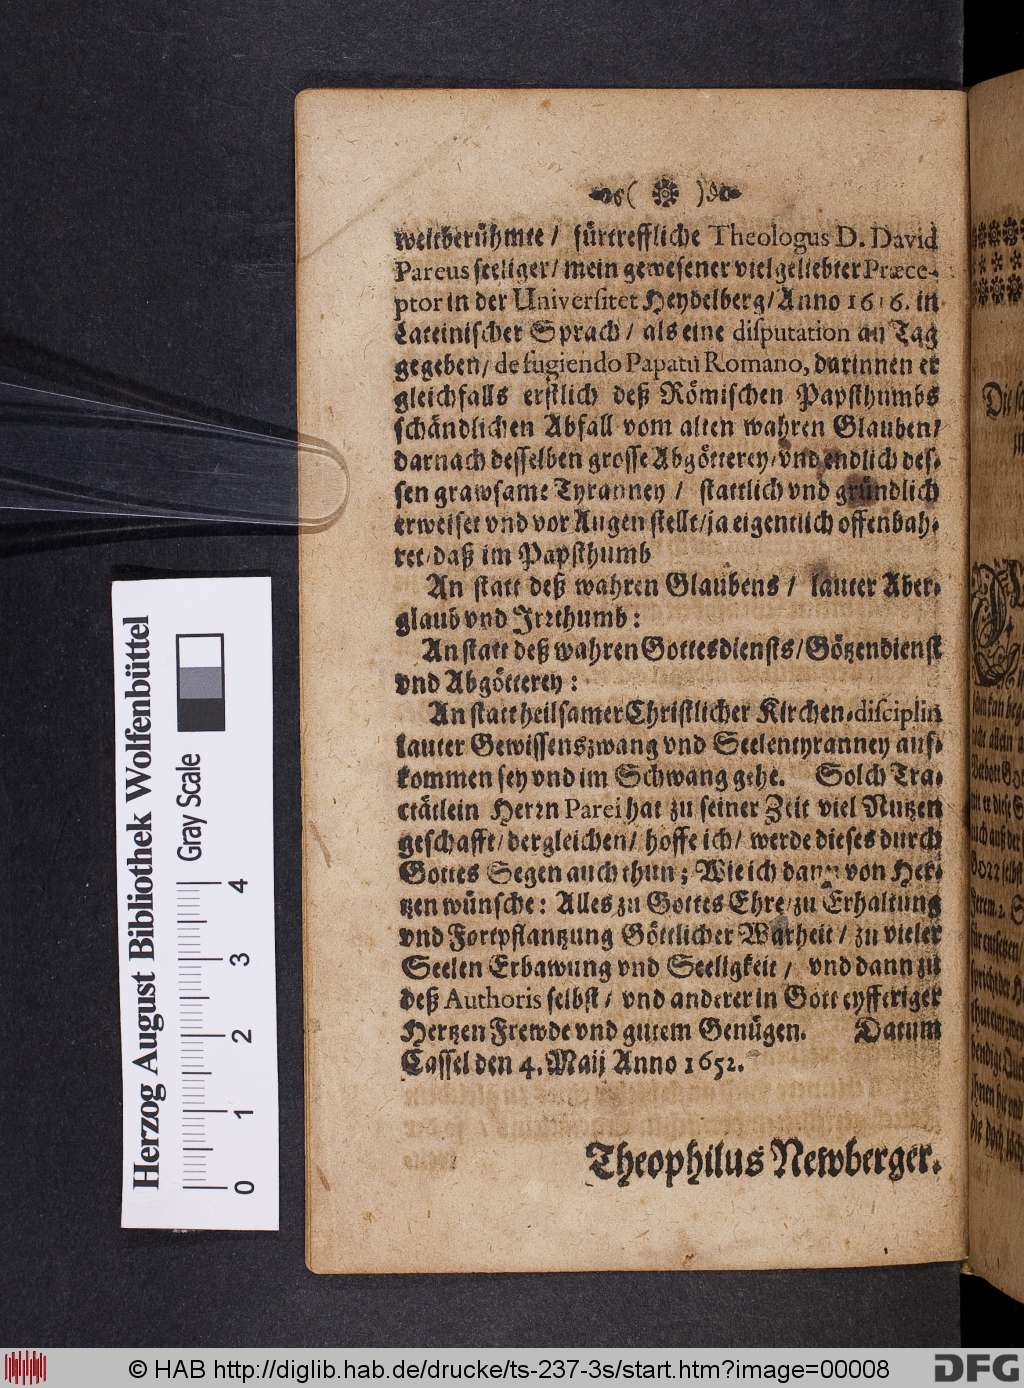 weltberühmte / fürtreffliche Theologus D. David
Pareus seeliger / mein gewesener vielgeliebter Præce-
ptor in der Universitet Heydelberg / Anno 1616. in
Lateinischer Sprach / als eine disputation an Tag
gegeben / de fugiendo Papatu Romano, darinnen er
gleichfalls erstlich deß Römischen Papsthumbs
schändlichen Abfall vom alten wahren Glauben /
darnach desselben grosse Abgötterey / vnd endlich des-
sen grawsame Tyranney / stattlich vnd gründlich
erweiset vnd vor Augen stellt / ja eigentlich offenbah-
ret / daß im Papsthumb
An statt deß wahren Glaubens / lauter Aber-
glaub vnd Irrthumb :
An statt deß wahren Gottesdiensts / Götzendienst
vnd Abgötterey :
An statt heilsamer Christlicher Kirchen-disciplin
lauter Gewissenszwang vnd Seelentyranney auf-
kommen sey vnd im Schwang gehe. Solch Tra-
ctätlein Herrn Parei hat zu seiner Zeit viel Nutzen
geschafft / dergleichen / hoffe ich / werde dieses durch
Gottes Segen auch thun ; Wie ich dann von Her-
tzen wünsche : Alles zu Gottes Ehre / zu Erhaltung
vnd Fortpflantzung Göttlicher Warheit / zu vieler
Seelen Erbawung vnd Seeligkeit / vnd dann zu
deß Authoris selbst / vnd anderer in Gott eyfferiger
Hertzen Frewde vnd gutem Genügen. Datum
Cassel den 4. Maij Anno 1652.
Theophilus Newberger.
Herzog August Bibliothek Wolfenbüttel
Gray Scale
0 1 2 3 4
© HAB http://diglib.hab.de/drucke/ts-237-3s/start.htm?image=00008
DFG